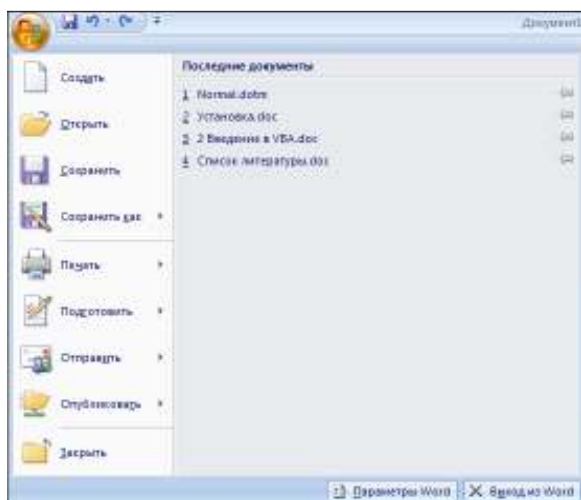 Документ1
Создать
Открыть
Сохранить
Сохранить как
Печать
Подготовить
Отправить
Опубликовать
Закрыть
Последние документы
1 Normal.dotm
2 Установка.doc
3 2 Введение в VBA.doc
4 Список литературы.doc
Параметры Word
Выход из Word